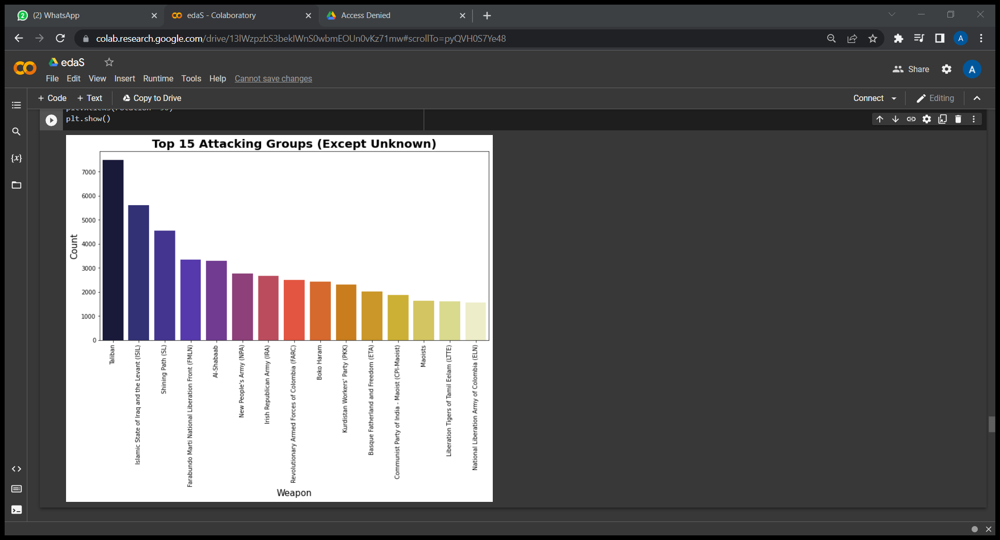 2 (2) WhatsApp
edaS - Colaboratory
Access Denied
colab.research.google.com/drive/13lWzpzbS3bekIWnS0wbmEOUn0vKz71mw#scrollTo=pyQVH0S7Ye48
A
edaS
File Edit View Insert Runtime Tools Help Cannot save changes
Share
A
+ Code + Text Copy to Drive
Connect
Editing
plt.show()
Top 15 Attacking Groups (Except Unknown)
Count
7000
6000
5000
4000
3000
2000
1000
0
Taliban
Islamic State of Iraq and the Levant (ISIL)
Shining Path (SL)
Farabundo Marti National Liberation Front (FMLN)
Al-Shabaab
New People's Army (NPA)
Irish Republican Army (IRA)
Revolutionary Armed Forces of Colombia (FARC)
Boko Haram
Kurdistan Workers' Party (PKK)
Basque Fatherland and Freedom (ETA)
Communist Party of India - Maoist (CPI-Maoist)
Maoists
Liberation Tigers of Tamil Eelam (LTTE)
National Liberation Army of Colombia (ELN)
Weapon
{x}